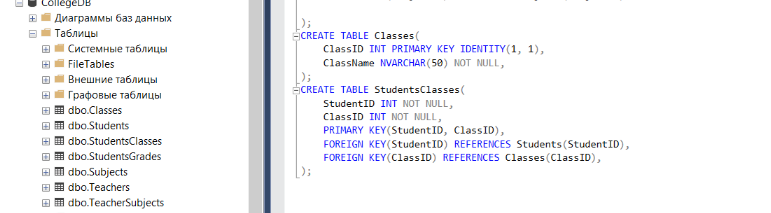 CollegeDB
Диаграммы баз данных
Таблицы
Системные таблицы
FileTables
Внешние таблицы
Графовые таблицы
dbo.Classes
dbo.Students
dbo.StudentsClasses
dbo.StudentsGrades
dbo.Subjects
dbo.Teachers
dbo.TeacherSubjects
);
CREATE TABLE Classes(
ClassID INT PRIMARY KEY IDENTITY(1, 1),
ClassName NVARCHAR(50) NOT NULL,
);
CREATE TABLE StudentsClasses(
StudentID INT NOT NULL,
ClassID INT NOT NULL,
PRIMARY KEY(StudentID, ClassID),
FOREIGN KEY(StudentID) REFERENCES Students(StudentID),
FOREIGN KEY(ClassID) REFERENCES Classes(ClassID),
);